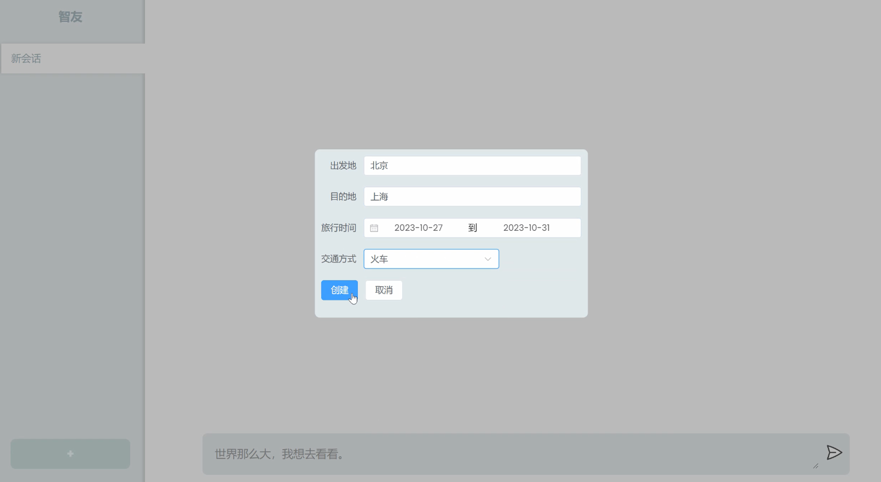 智友
新会话
出发地 北京
目的地 上海
旅行时间 2023-10-27 到 2023-10-31
交通方式 火车
创建 取消
+
世界那么大，我想去看看。